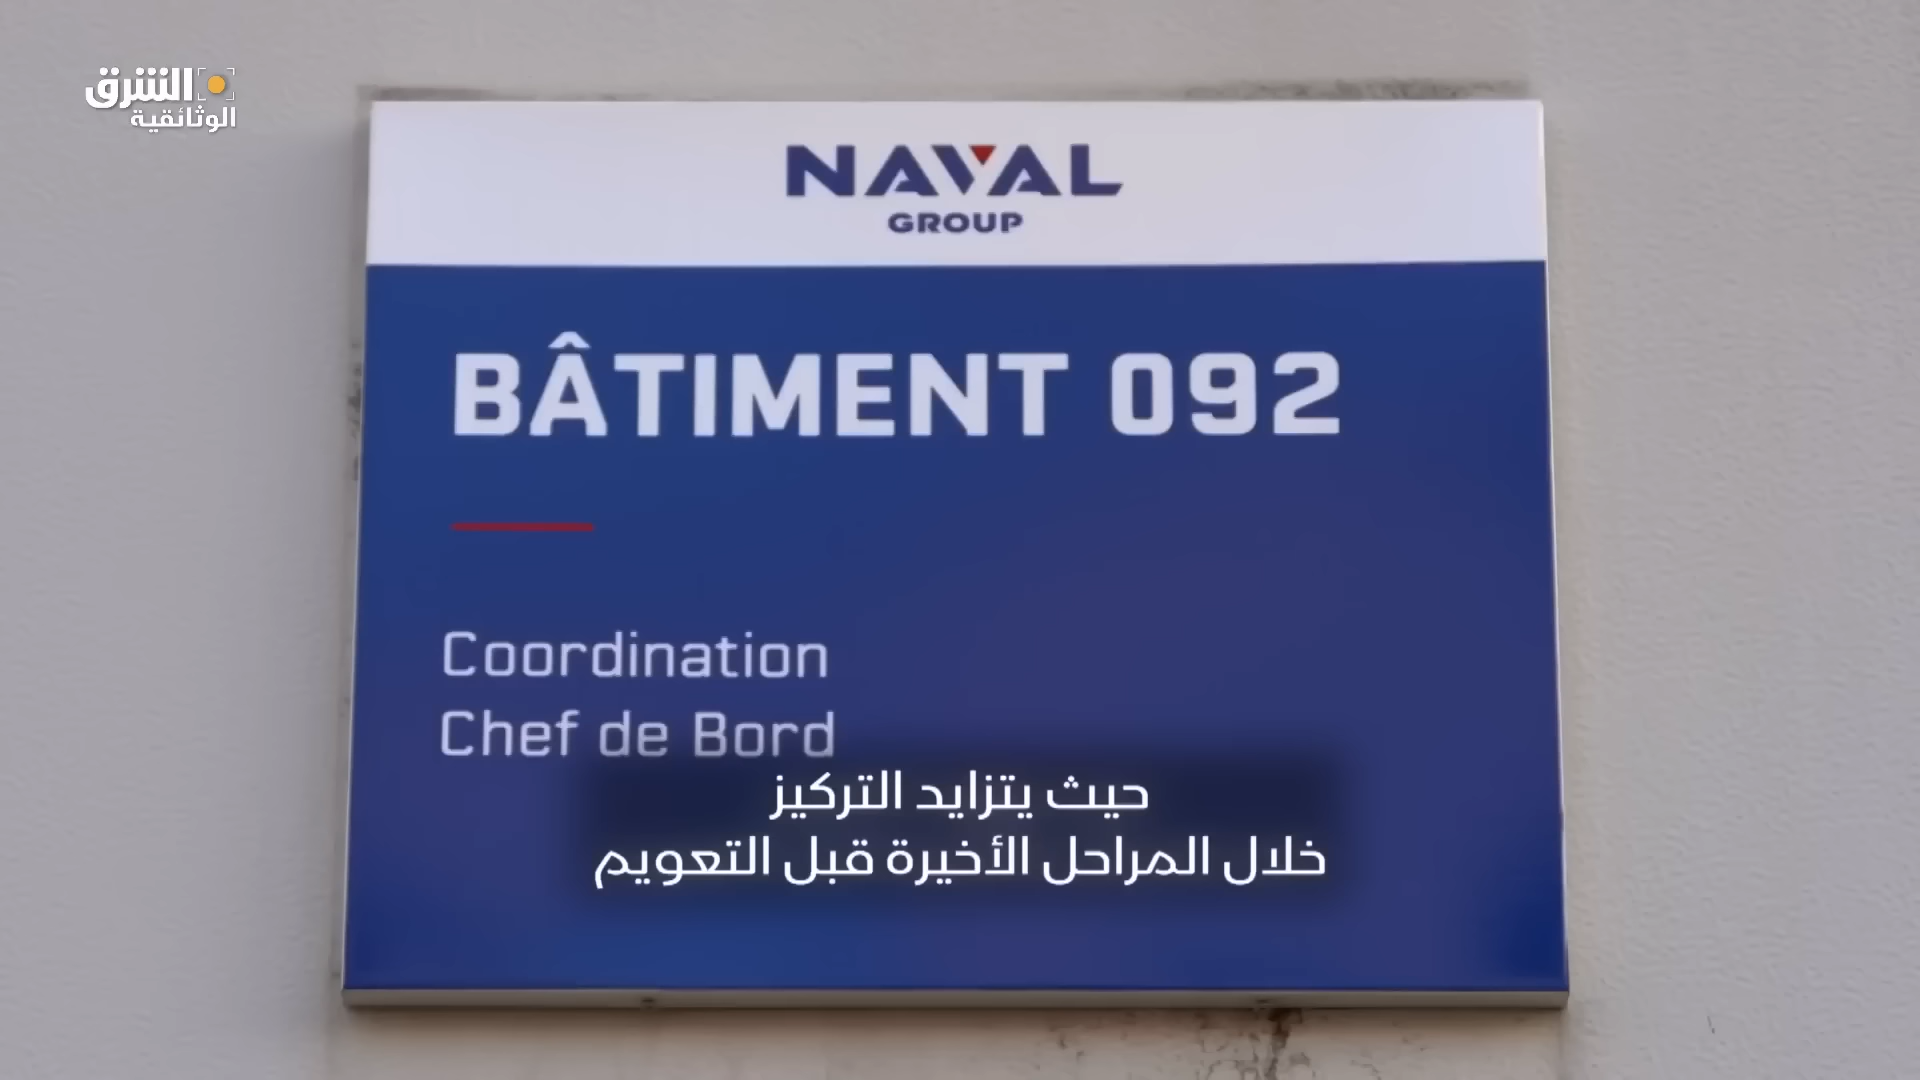 الشرق
الوثائقية
NAVAL
GROUP
BÂTIMENT 092
Coordination
Chef de Bord
حيث يتزايد التركيز
خلال المراحل الأخيرة قبل التعويم